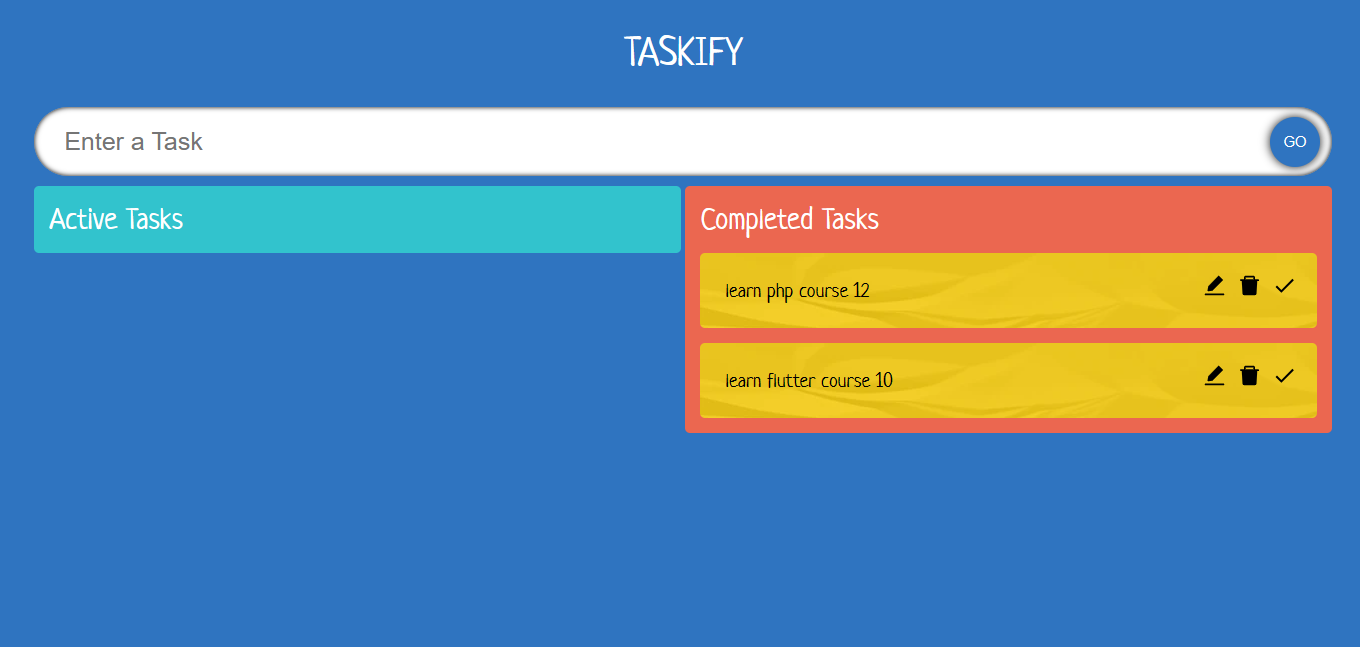 TASKIFY
Enter a Task
GO
Active Tasks
Completed Tasks
learn php course 12
learn flutter course 10